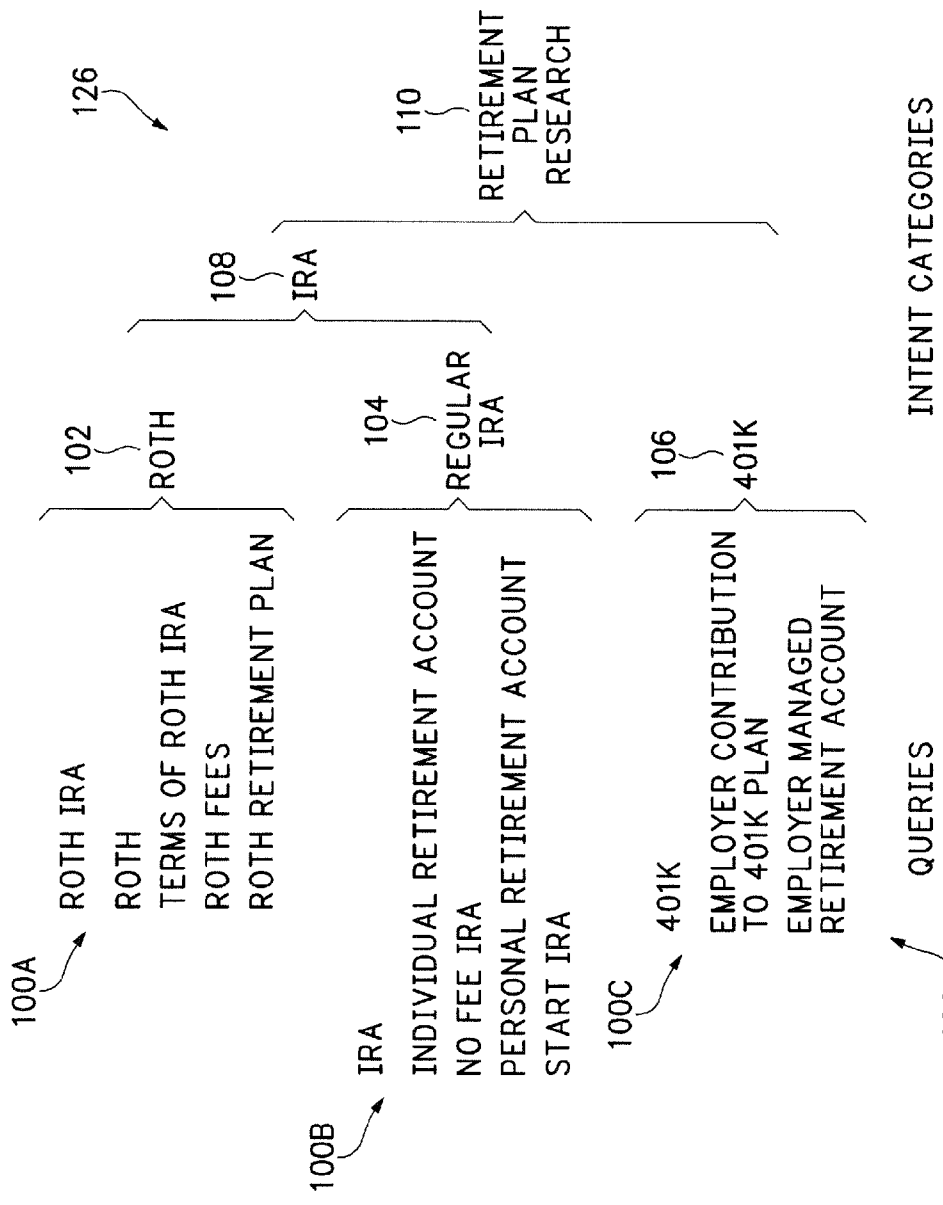 126
100A
ROTH IRA
ROTH
TERMS OF ROTH IRA
ROTH FEES
ROTH RETIREMENT PLAN
102
ROTH
100B
IRA
INDIVIDUAL RETIREMENT ACCOUNT
NO FEE IRA
PERSONAL RETIREMENT ACCOUNT
START IRA
104
REGULAR
IRA
108
IRA
100C
401K
EMPLOYER CONTRIBUTION
TO 401K PLAN
EMPLOYER MANAGED
RETIREMENT ACCOUNT
106
401K
110
RETIREMENT
PLAN
RESEARCH
QUERIES
INTENT CATEGORIES